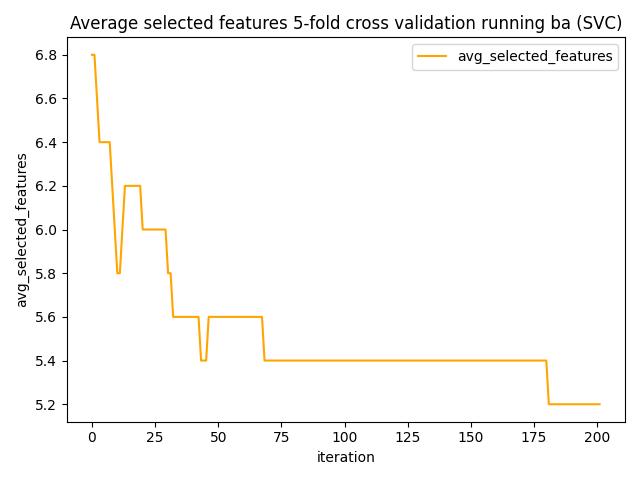 Average selected features 5-fold cross validation running ba (SVC)
avg_selected_features
6.8
6.6
6.4
6.2
6.0
5.8
5.6
5.4
5.2
avg_selected_features
0 25 50 75 100 125 150 175 200
iteration